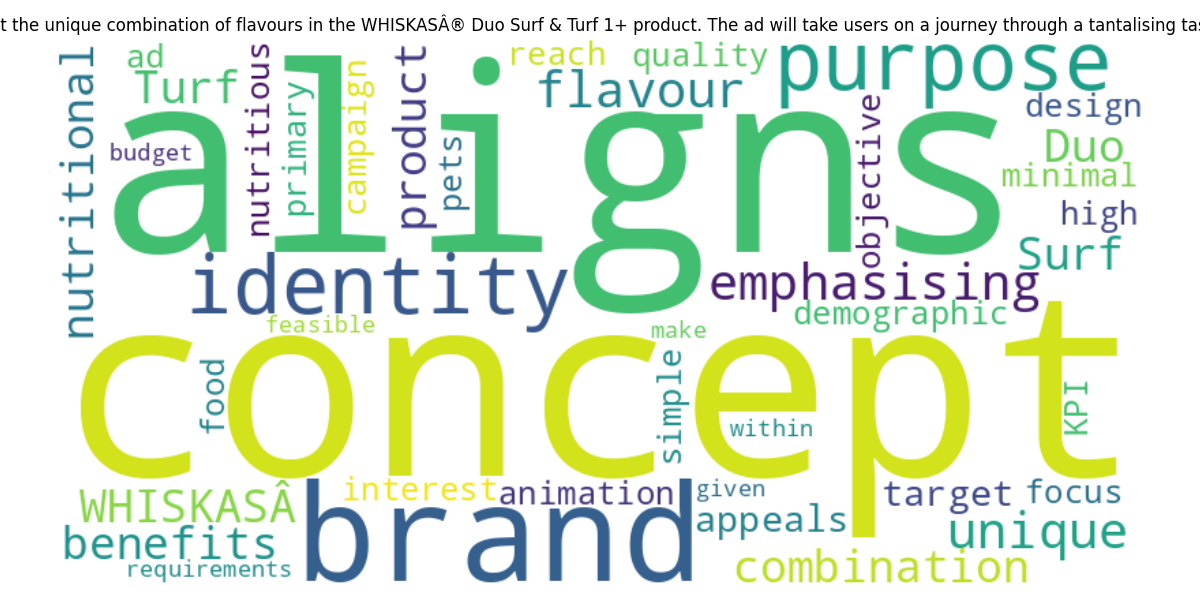 t the unique combination of flavours in the WHISKASÂ® Duo Surf & Turf 1+ product. The ad will take users on a journey through a tantalising tas
nutritional
ad
Turf
budget
nutritious
primary
campaign
product
pets
reach
quality
flavour
purpose
design
Duo
minimal
high
Surf
objective
aligns
identity
emphasising
demographic
feasible
make
concept
food
simple
within
KPI
WHISKASÂ
interest
animation
given
target
focus
brand
appeals
unique
benefits
requirements
combination